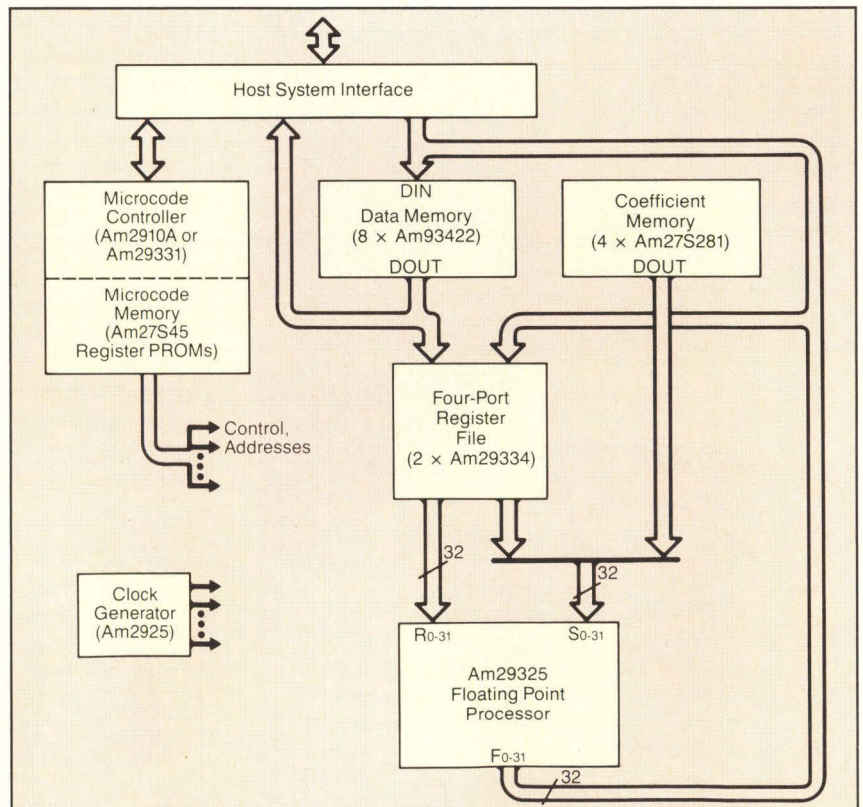 Host System Interface
Microcode
Controller
(Am2910A or
Am29331)
Microcode
Memory
(Am27S45
Register PROMs)
DIN
Data Memory
(8 × Am93422)
DOUT
Coefficient
Memory
(4 × Am27S281)
DOUT
Control,
Addresses
Four-Port
Register
File
(2 × Am29334)
Clock
Generator
(Am2925)
32
32
R0-31
S0-31
Am29325
Floating Point
Processor
F0-31
32